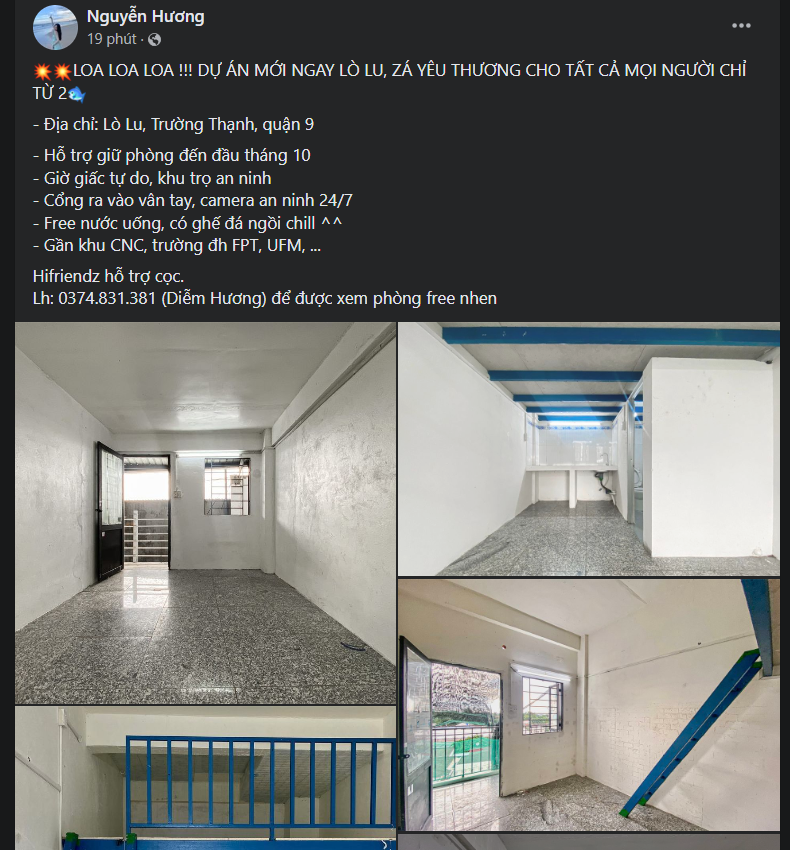 Nguyễn Hương
19 phút ·
💥💥LOA LOA LOA !!! DỰ ÁN MỚI NGAY LÒ LU, ZÁ YÊU THƯƠNG CHO TẤT CẢ MỌI NGƯỜI CHỈ
TỪ 2🐟
- Địa chỉ: Lò Lu, Trường Thạnh, quận 9
- Hỗ trợ giữ phòng đến đầu tháng 10
- Giờ giấc tự do, khu trọ an ninh
- Cổng ra vào vân tay, camera an ninh 24/7
- Free nước uống, có ghế đá ngồi chill ^^
- Gần khu CNC, trường đh FPT, UFM, ...
Hifriendz hỗ trợ cọc.
Lh: 0374.831.381 (Diễm Hương) để được xem phòng free nhen